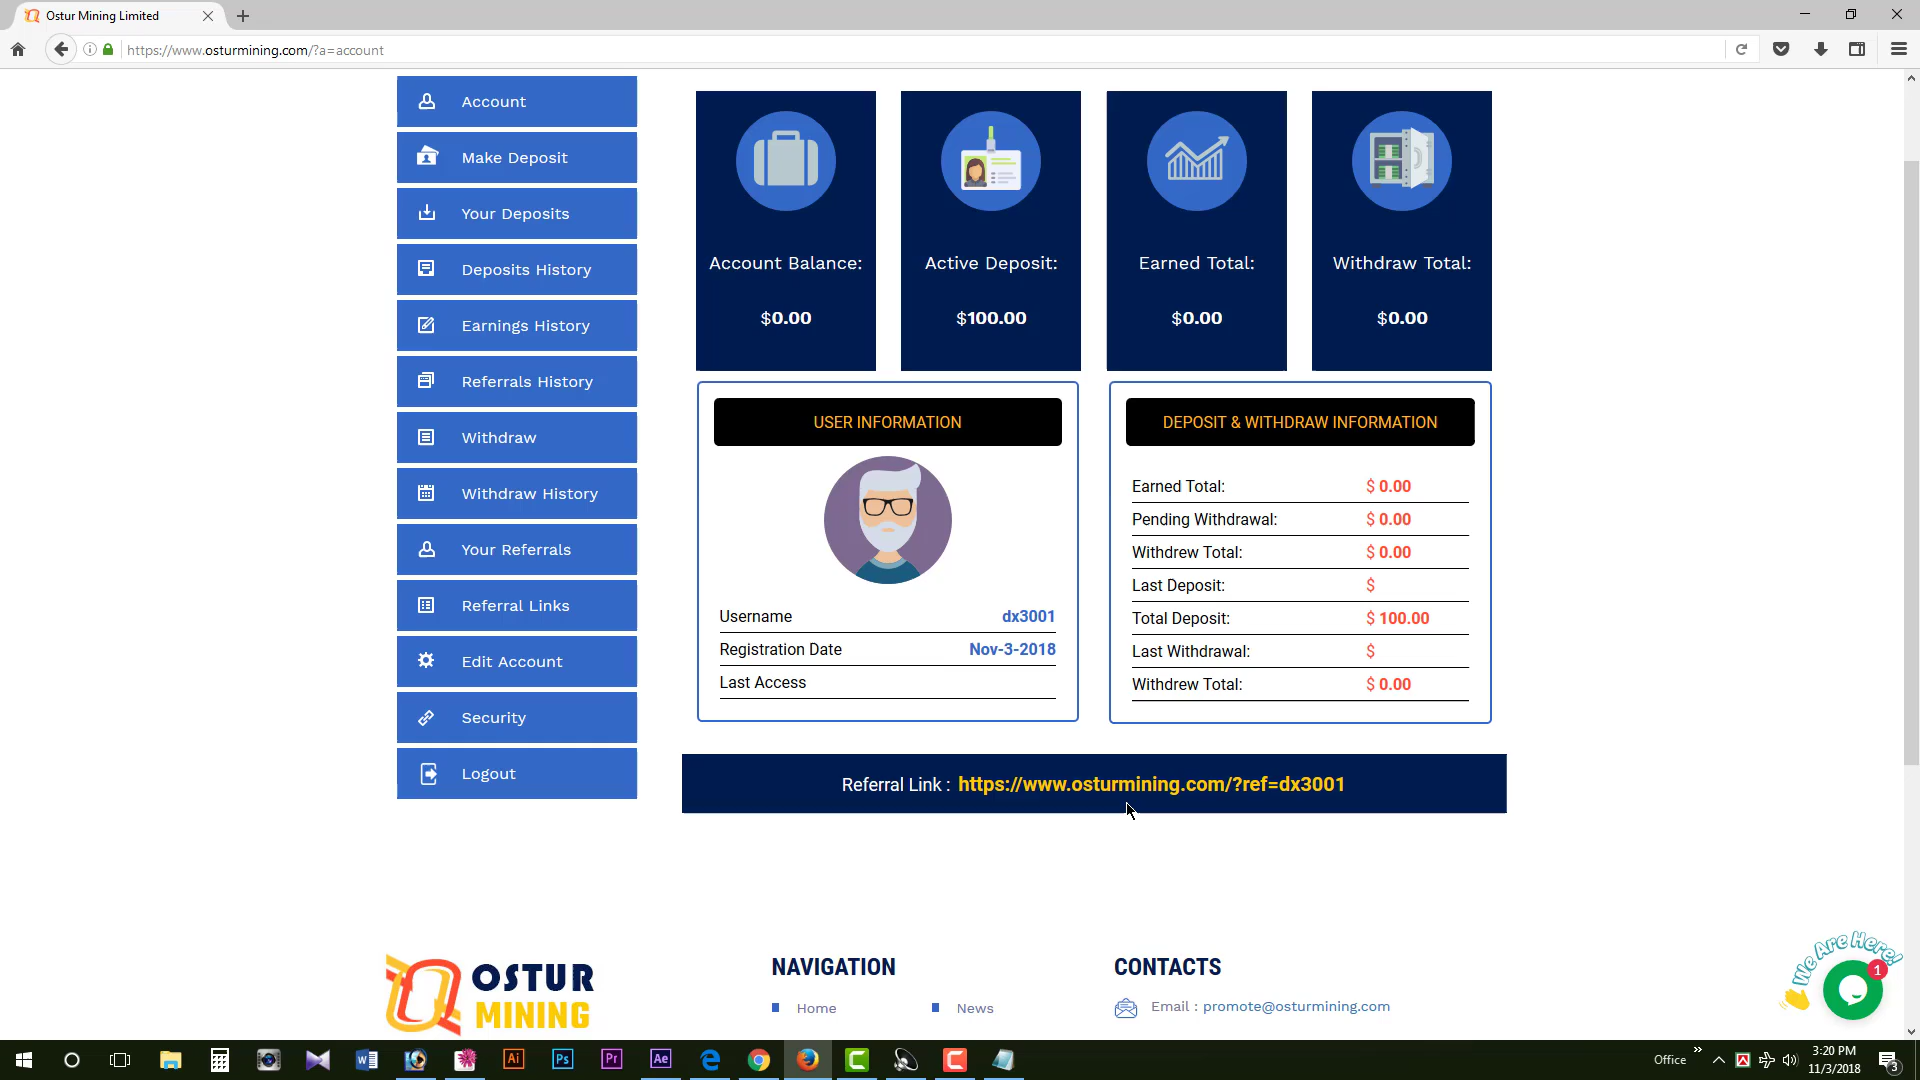 Ostur Mining Limited
https://www.osturmining.com/?a=account
Account
Make Deposit
Your Deposits
Deposits History
Earnings History
Referrals History
Withdraw
Withdraw History
Your Referrals
Referral Links
Edit Account
Security
Logout
Account Balance:
$0.00
Active Deposit:
$100.00
Earned Total:
$0.00
Withdraw Total:
$0.00
USER INFORMATION
Username dx3001
Registration Date Nov-3-2018
Last Access
DEPOSIT & WITHDRAW INFORMATION
Earned Total: $ 0.00
Pending Withdrawal: $ 0.00
Withdrew Total: $ 0.00
Last Deposit: $
Total Deposit: $ 100.00
Last Withdrawal: $
Withdrew Total: $ 0.00
Referral Link : https://www.osturmining.com/?ref=dx3001
OSTUR
MINING
NAVIGATION
Home
News
CONTACTS
Email : promote@osturmining.com
We Are Here!
1
Ai
Ps
Pr
Ae
Office
3:20 PM
11/3/2018
3